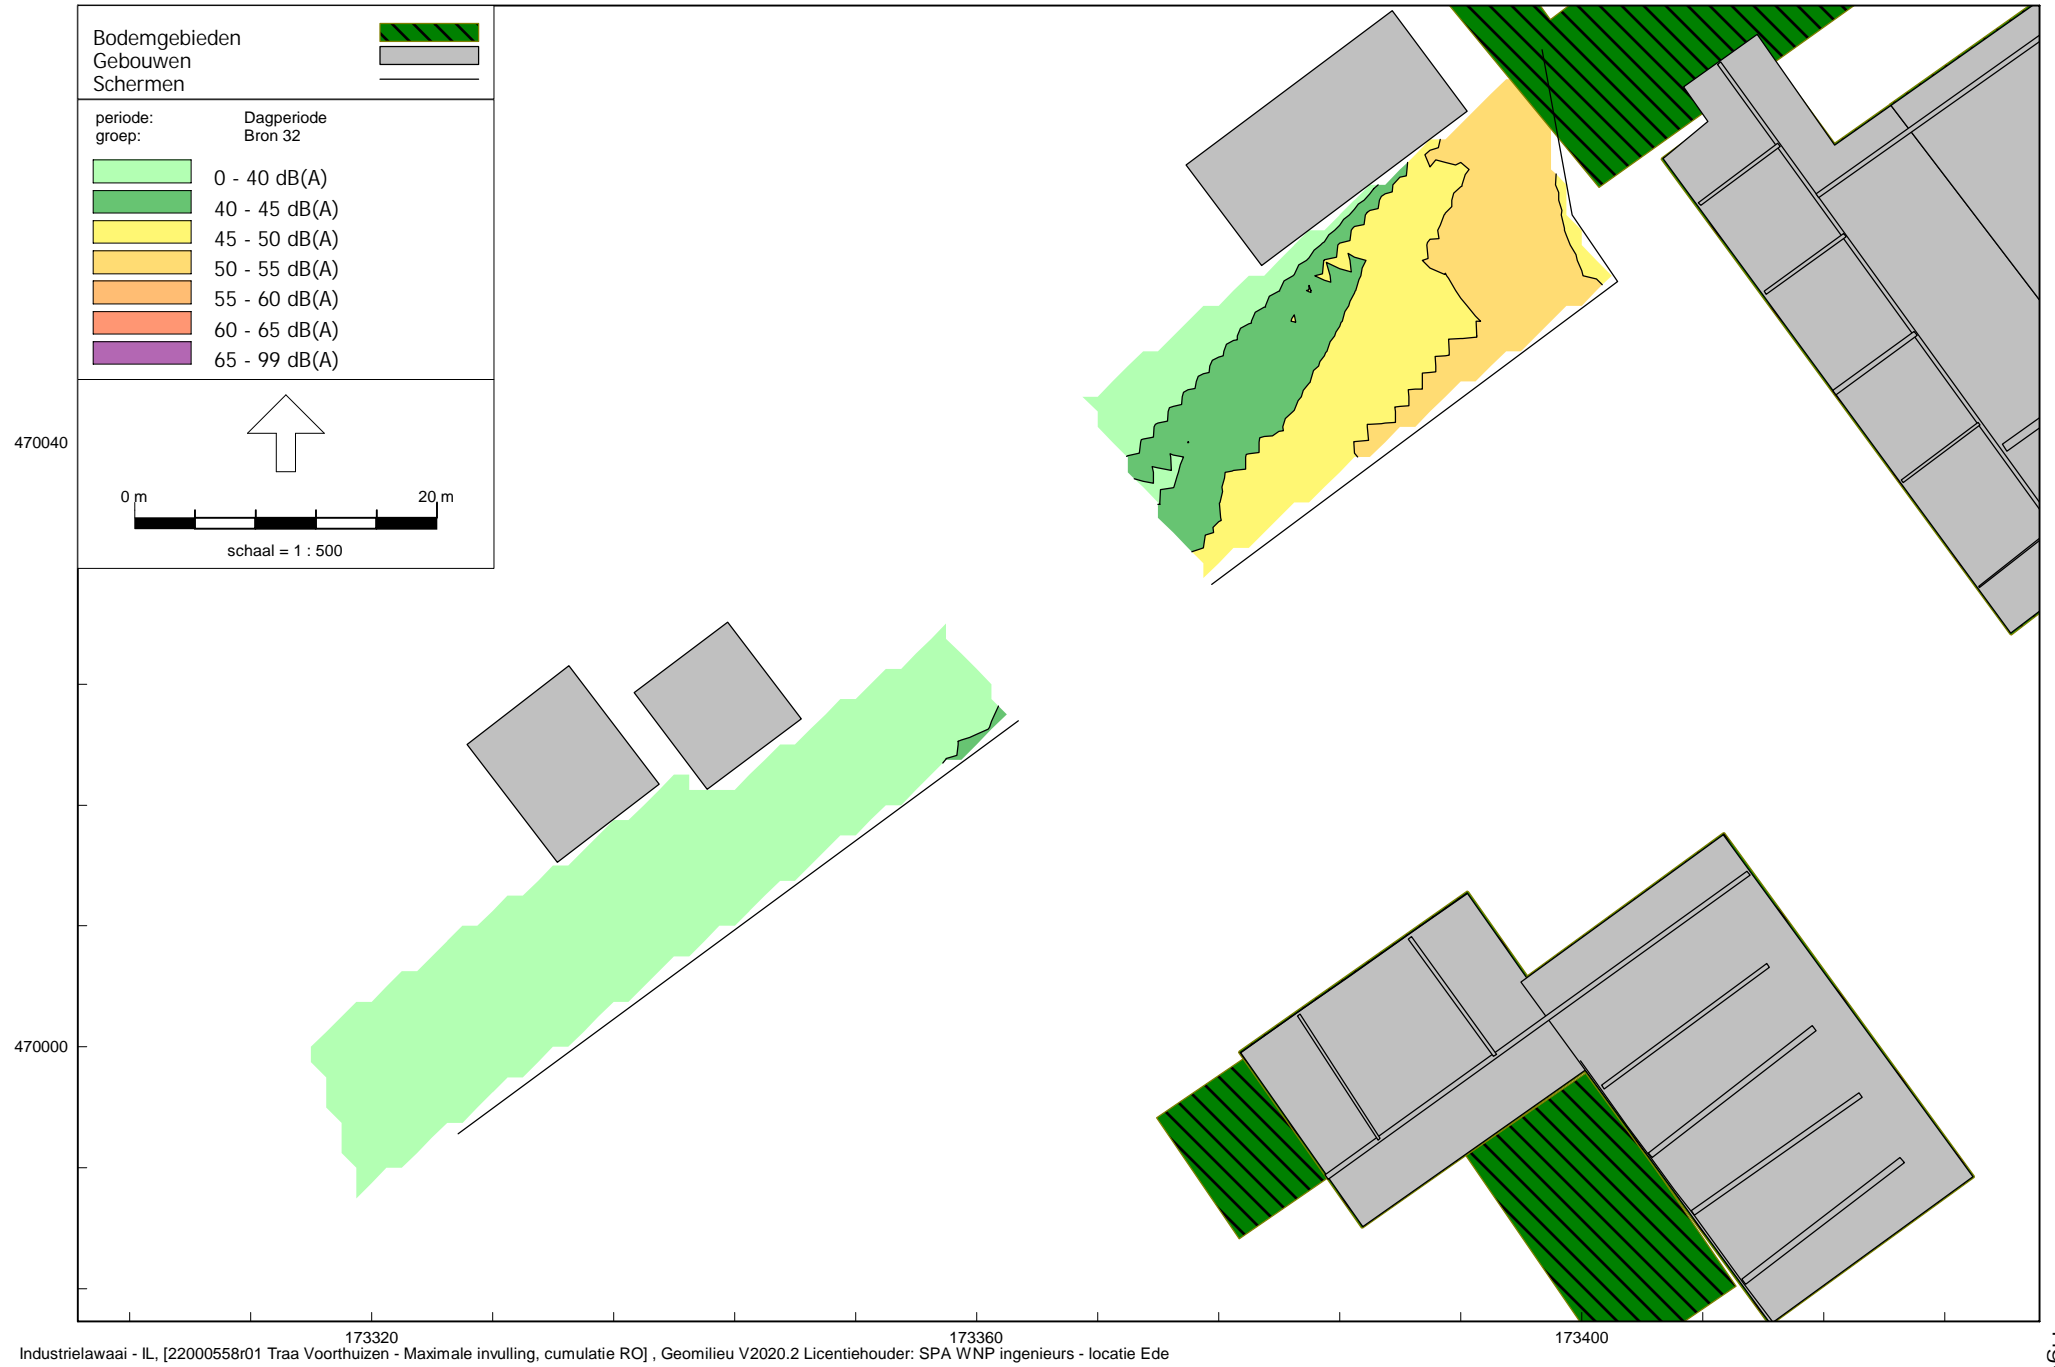 Bodemgebieden
Gebouwen
Schermen
periode: Dagperiode
groep: Bron 32
0 - 40 dB(A)
40 - 45 dB(A)
45 - 50 dB(A)
50 - 55 dB(A)
55 - 60 dB(A)
60 - 65 dB(A)
65 - 99 dB(A)
0 m 20 m
schaal = 1 : 500
470040
470000
173320 173360 173400
Industrielawaai - IL, [22000558r01 Traa Voorthuizen - Maximale invulling, cumulatie RO] , Geomilieu V2020.2 Licentiehouder: SPA WNP ingenieurs - locatie Ede